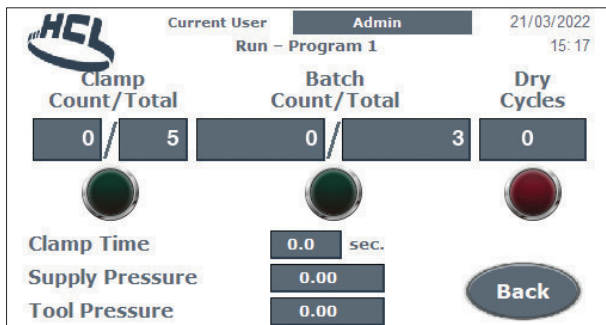 HCL Current User Admin 21/03/2022
Run – Program 1 15:17
Clamp Count/Total
Batch Count/Total
Dry Cycles
0 / 5 0 / 3 0
Clamp Time 0.0 sec.
Supply Pressure 0.00
Tool Pressure 0.00
Back